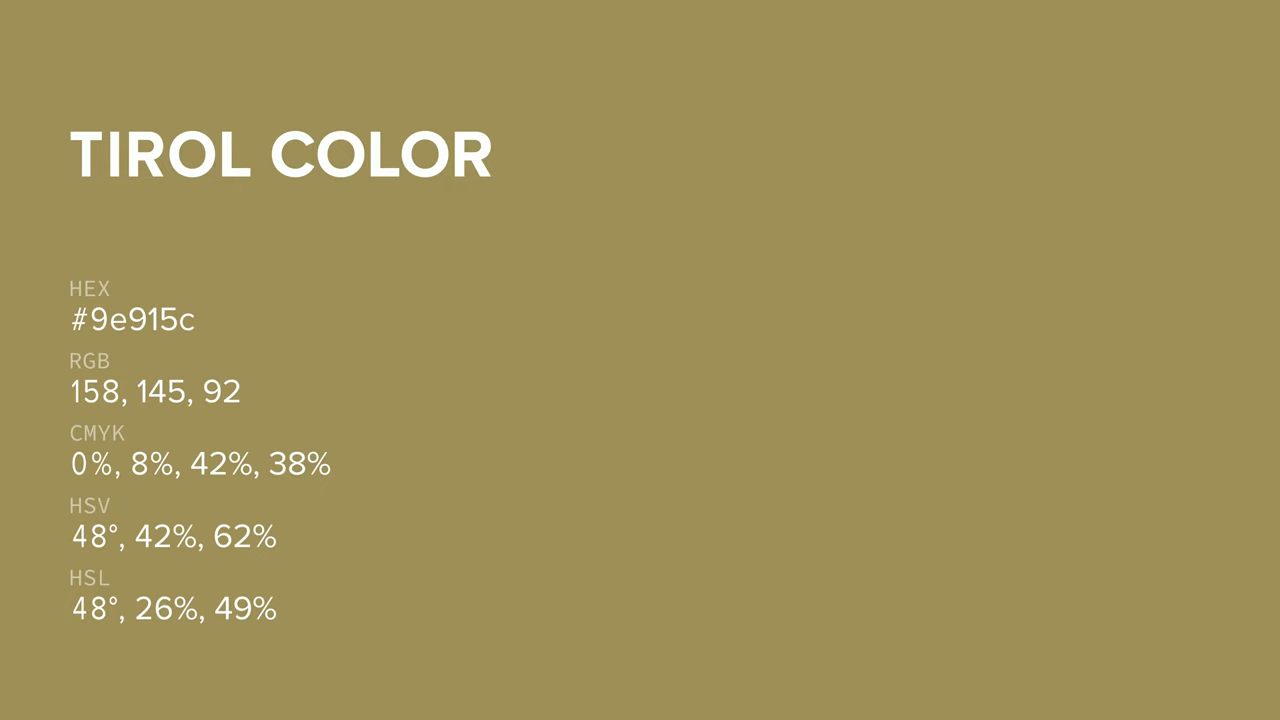 TIROL COLOR
HEX
#9e915c
RGB
158, 145, 92
CMYK
0%, 8%, 42%, 38%
HSV
48°, 42%, 62%
HSL
48°, 26%, 49%